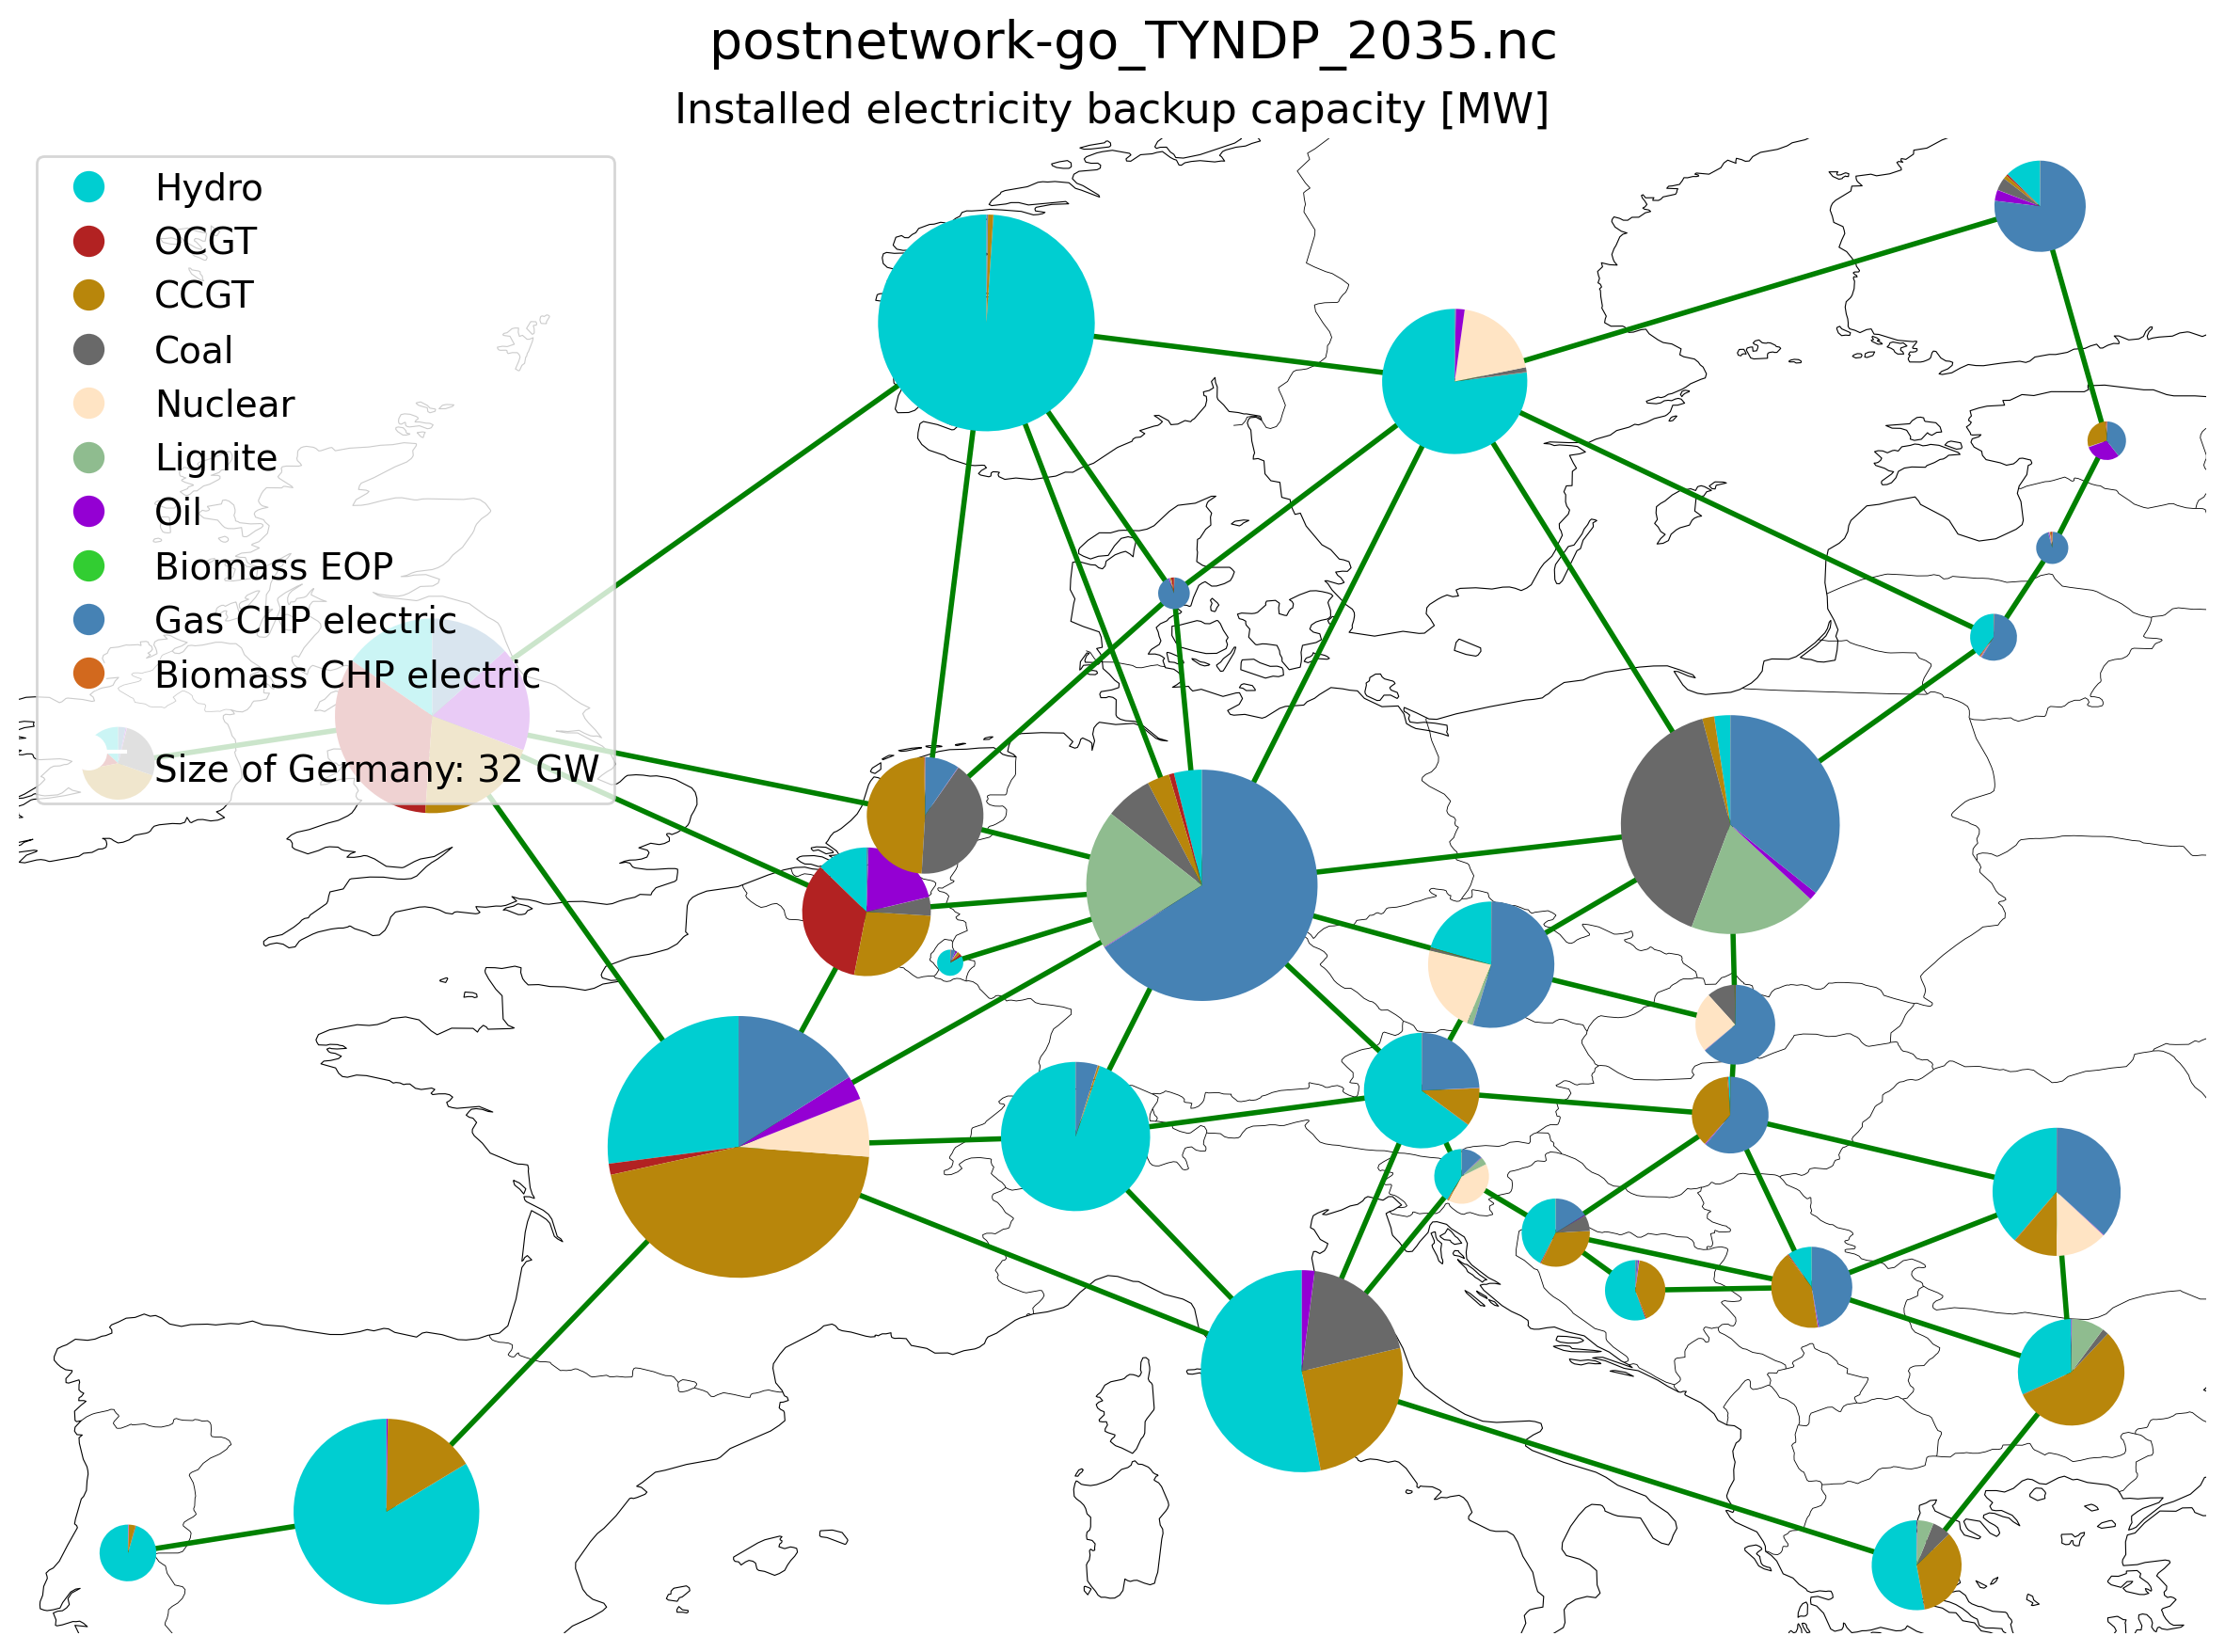 postnetwork-go_TYNDP_2035.nc
Installed electricity backup capacity [MW]
Hydro
OCGT
CCGT
Coal
Nuclear
Lignite
Oil
Biomass EOP
Gas CHP electric
Biomass CHP electric
Size of Germany: 32 GW